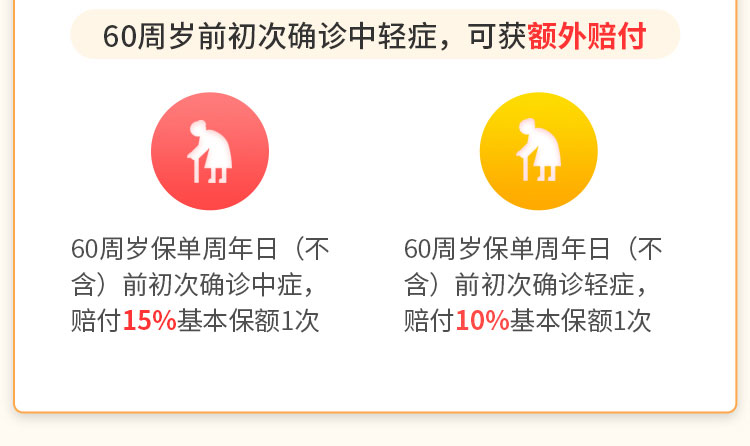 60周岁前初次确诊中轻症，可获额外赔付
60周岁保单周年日（不
含）前初次确诊中症，
赔付15%基本保额1次
60周岁保单周年日（不
含）前初次确诊轻症，
赔付10%基本保额1次